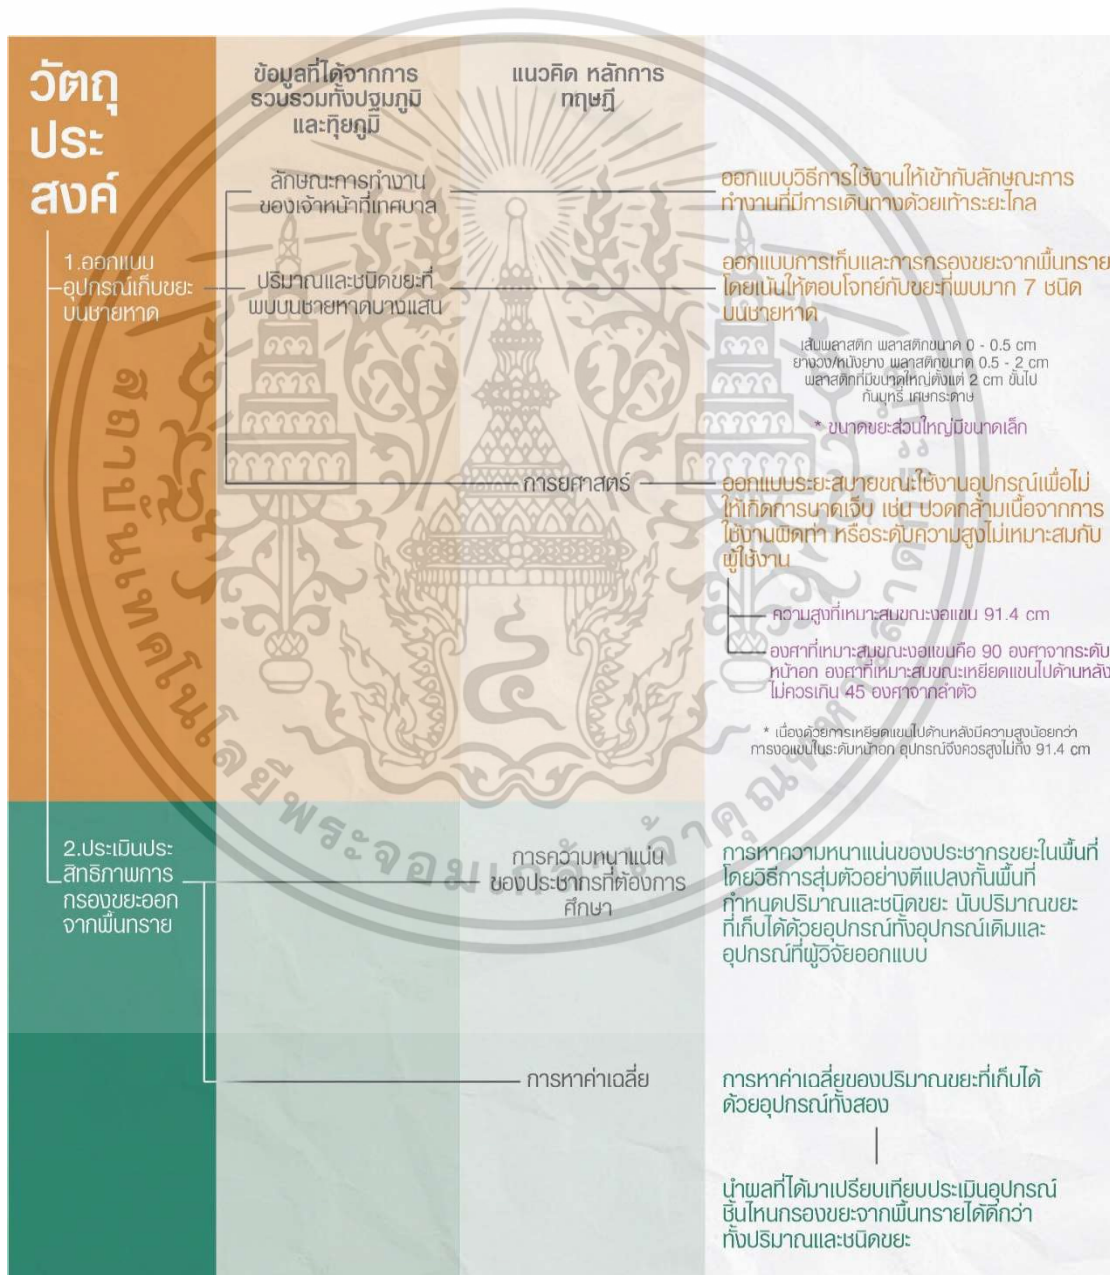 วัตถุ
ประ
สงค์
ข้อมูลที่ได้จากการ
รวบรวมทั้งปฐมภูมิ
และทุิยภูมิ
แนวคิด หลักการ
ทฤษฎี
1.ออกแบบ
อุปกรณ์เก็บขยะ
บนชายหาด
ลักษณะการทำงาน
ของเจ้าหน้าที่เทศบาล
ออกแบบวิธีการใช้งานให้เข้ากับลักษณะการ
ทำงานที่มีการเดินทางด้วยเท้าระยะไกล
ปริมาณและชนิดขยะที่
พบบนชายหาดบางแสน
ออกแบบการเก็บและการกรองขยะจากพื้นทราย
โดยเน้นให้ตอบโจทย์กับขยะที่พบมาก 7 ชนิด
บนชายหาด
เส้นพลาสติก พลาสติกขนาด 0 - 0.5 cm
ยางวง/หนังยาง พลาสติกขนาด 0.5 - 2 cm
พลาสติกที่มีขนาดใหญ่ตั้งแต่ 2 cm ขึ้นไป
ก้นบุหรี่ เศษกระดาษ
* ขนาดขยะส่วนใหญ่มีขนาดเล็ก
การยศาสตร์
ออกแบบระยะสบายขณะใช้งานอุปกรณ์เพื่อไม่
ให้เกิดการบาดเจ็บ เช่น ปวดกล้ามเนื้อจากการ
ใช้งานผิดท่า หรือระดับความสูงไม่เหมาะสมกับ
ผู้ใช้งาน
ความสูงที่เหมาะสมขณะงอแขน 91.4 cm
องศาที่เหมาะสมขณะงอแขนคือ 90 องศาจากระดับ
หน้าอก องศาที่เหมาะสมขณะเหยียดแขนไปด้านหลัง
ไม่ควรเกิน 45 องศาจากลำตัว
* เนื่องด้วยการเหยียดแขนไปด้านหลังมีความสูงน้อยกว่า
การงอแขนในระดับหน้าอก อุปกรณ์จึงควรสูงไม่ถึง 91.4 cm
2.ประเมินประ
สิทธิภาพการ
กรองขยะออก
จากพื้นทราย
การความหนาแน่น
ของประชากรที่ต้องการ
ศึกษา
การหาความหนาแน่นของประชากรขยะในพื้นที่
โดยวิธีการสุ่มตัวอย่างตีแปลงกั้นพื้นที่
กำหนดปริมาณและชนิดขยะ นับปริมาณขยะ
ที่เก็บได้ด้วยอุปกรณ์ทั้งอุปกรณ์เดิมและ
อุปกรณ์ที่ผู้วิจัยออกแบบ
การหาค่าเฉลี่ย
การหาค่าเฉลี่ยของปริมาณขยะที่เก็บได้
ด้วยอุปกรณ์ทั้งสอง
นำผลที่ได้มาเปรียบเทียบประเมินอุปกรณ์
ชิ้นไหนกรองขยะจากพื้นทรายได้ดีกว่า
ทั้งปริมาณและชนิดขยะ
สถาบันเทคโนโลยีพระจอมเกล้าเจ้าคุณทหารลาดกระบัง